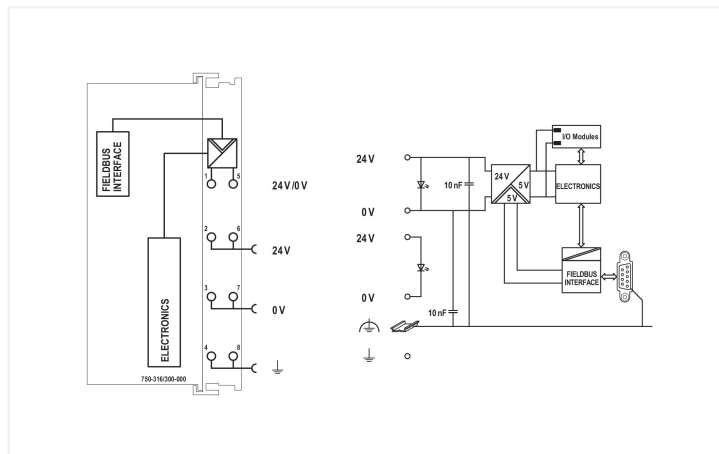 FIELDBUS
INTERFACE
ELECTRONICS
1 5
24 V /0 V
2 6
24 V
3 7
0 V
4 8
750-316/300-000
24 V
0 V
24 V
0 V
10 nF
10 nF
24 V
5 V
5 V
I/O Modules
ELECTRONICS
FIELDBUS
INTERFACE